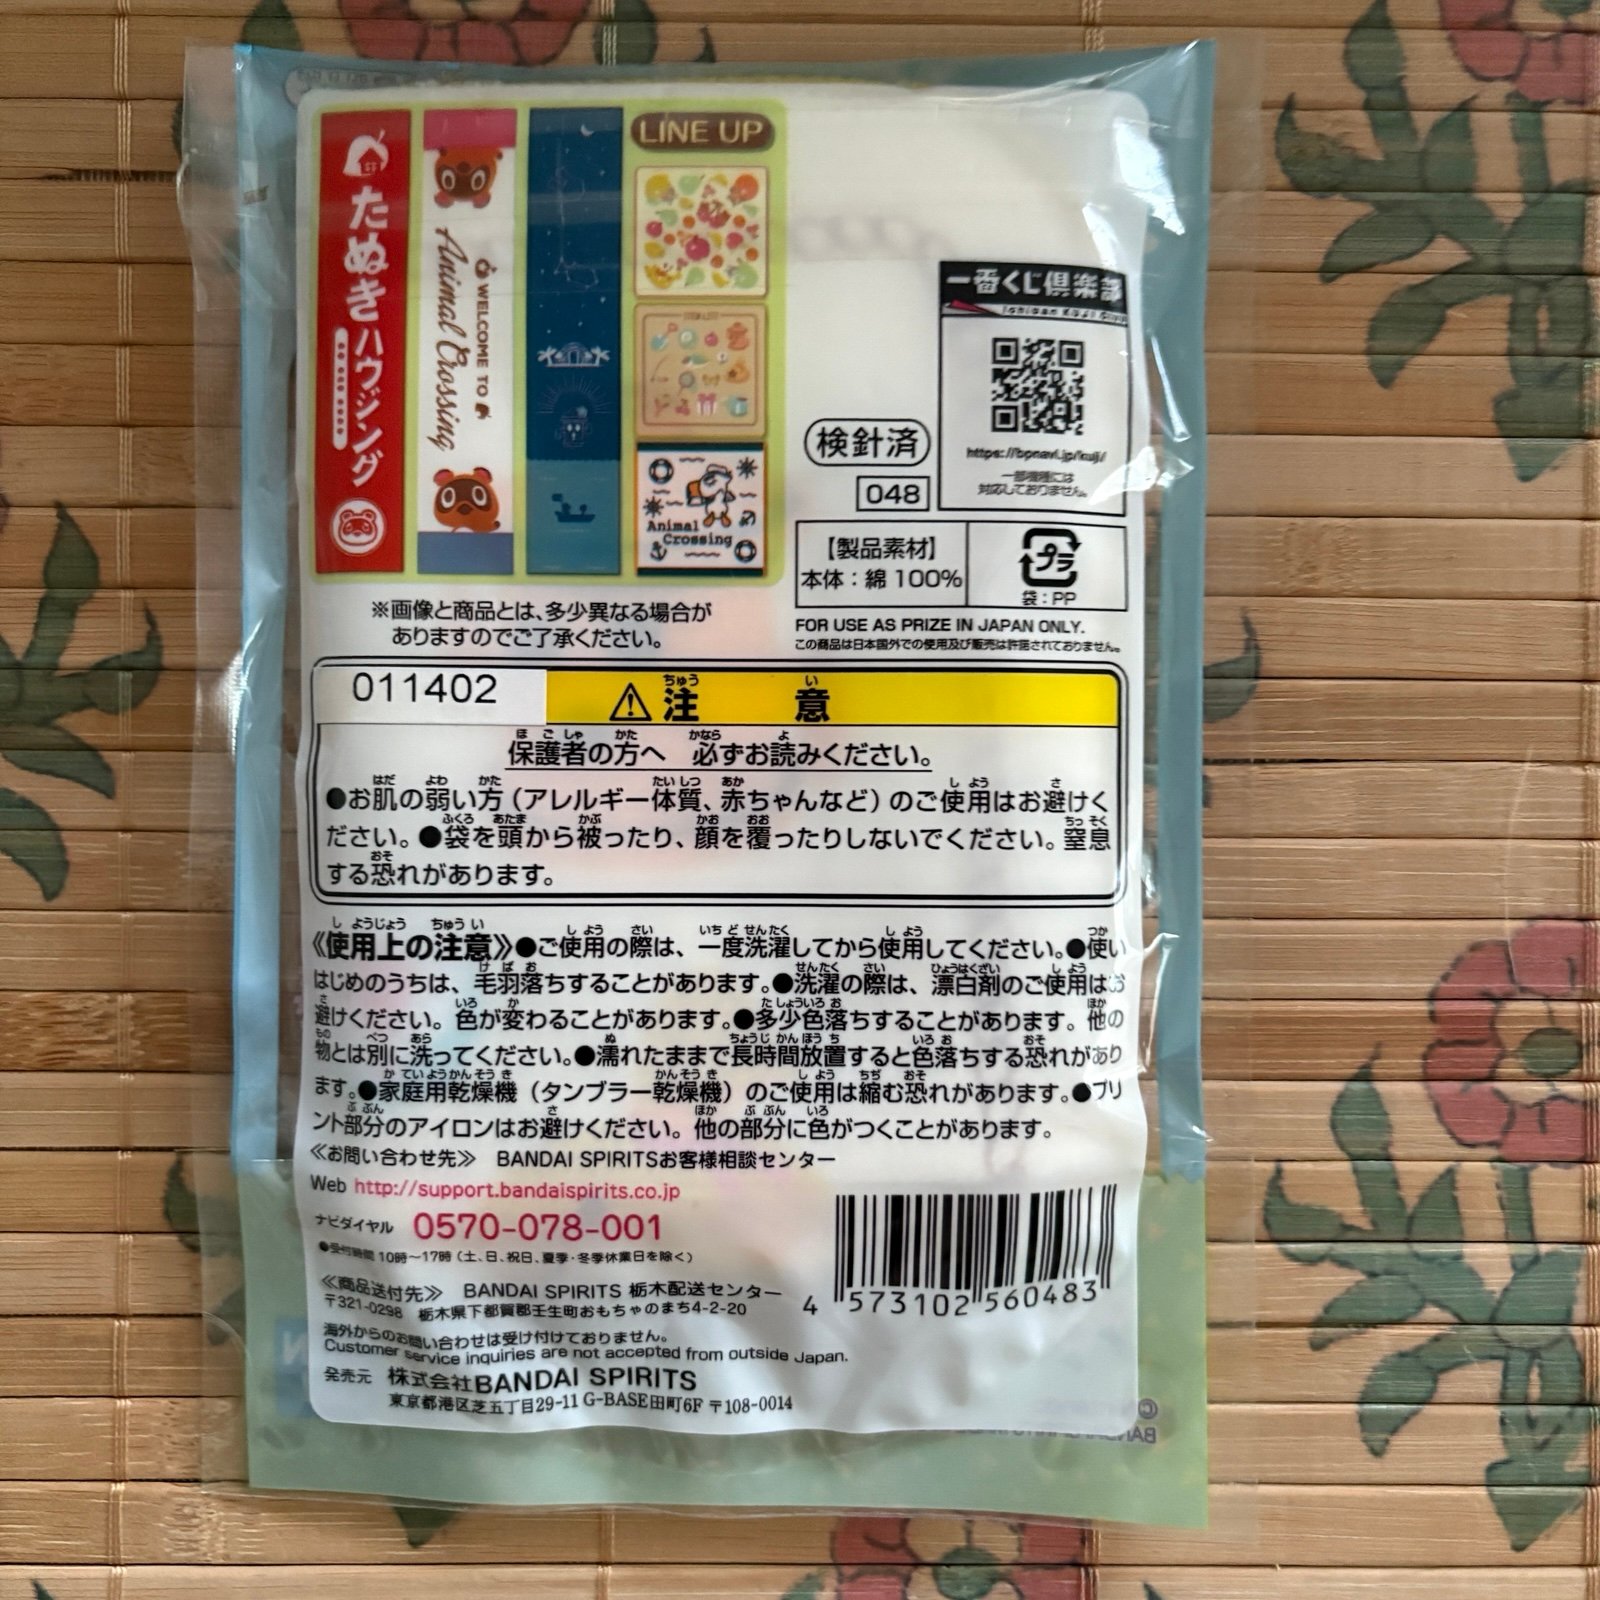 たぬきハウジング
WELCOME TO
Animal Crossing
LINE UP
ITEM LIST
Animal
Crossing
※画像と商品とは、多少異なる場合が
ありますのでご了承ください。
一番くじ倶楽部
Ichiban KUJI Club
https://bpnavi.jp/kuji/
一部機種には
対応しておりません。
検針済
048
【製品素材】
本体：綿 100%
プラ
袋：PP
FOR USE AS PRIZE IN JAPAN ONLY.
この商品は日本国外での使用及び販売は許諾されておりません。
011402
⚠注意
保護者の方へ 必ずお読みください。
●お肌の弱い方（アレルギー体質、赤ちゃんなど）のご使用はお避けく
ださい。●袋を頭から被ったり、顔を覆ったりしないでください。窒息
する恐れがあります。
《使用上の注意》●ご使用の際は、一度洗濯してから使用してください。●使い
はじめのうちは、毛羽落ちすることがあります。●洗濯の際は、漂白剤のご使用はお
避けください。色が変わることがあります。●多少色落ちすることがあります。他の
物とは別に洗ってください。●濡れたままで長時間放置すると色落ちする恐れがあり
ます。●家庭用乾燥機（タンブラー乾燥機）のご使用は縮む恐れがあります。●プリ
ント部分のアイロンはお避けください。他の部分に色がつくことがあります。
≪お問い合わせ先≫ BANDAI SPIRITSお客様相談センター
Web http://support.bandaispirits.co.jp
ナビダイヤル 0570-078-001
●受付時間 10時～17時（土、日、祝日、夏季・冬季休業日を除く）
≪商品送付先≫ BANDAI SPIRITS 栃木配送センター
〒321-0298 栃木県下都賀郡壬生町おもちゃのまち4-2-20
海外からのお問い合わせは受け付けておりません。
Customer service inquiries are not accepted from outside Japan.
発売元 株式会社BANDAI SPIRITS
東京都港区芝五丁目29-11 G-BASE田町6F 〒108-0014
4 573102 560483